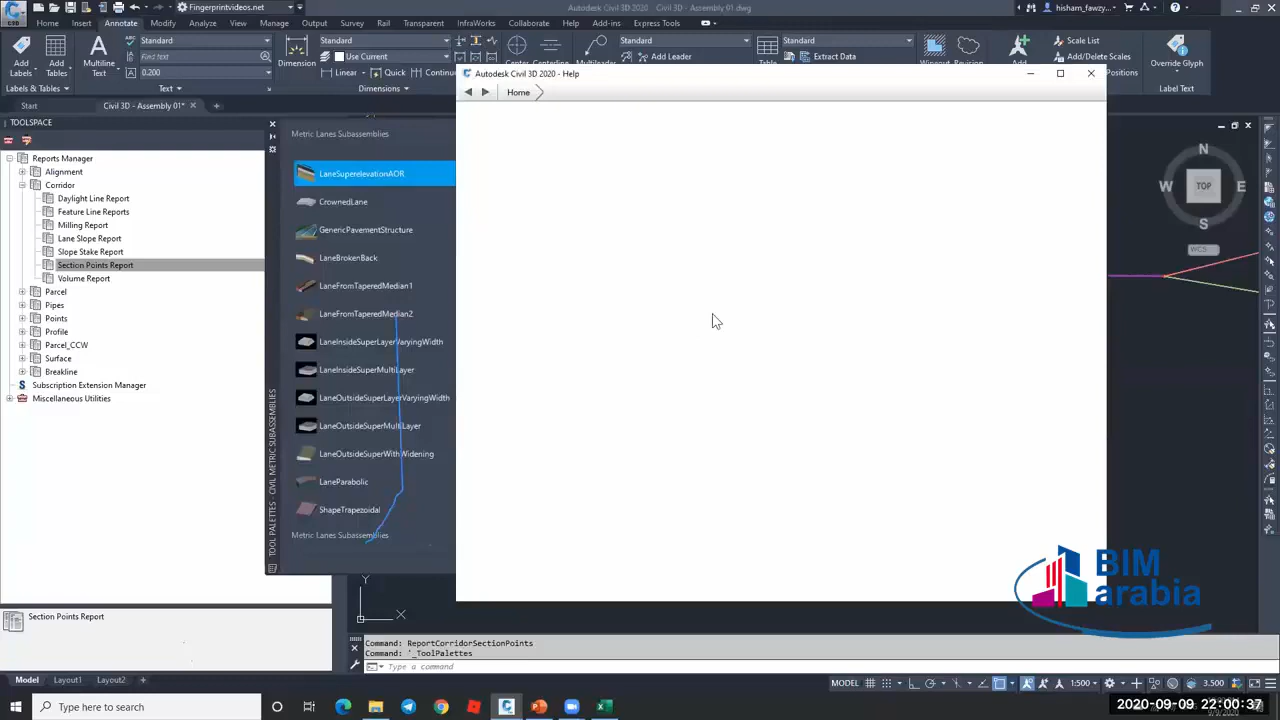 Fingerprintvideos.net
Autodesk Civil 3D 2020
Civil 3D - Assembly 01.dwg
C3D
Home Insert Annotate Modify Analyze View Manage Output Survey Rail Transparent InfraWorks Collaborate Help Add-ins Express Tools
Add Labels
Add Tables
Multiline Text
Standard
Find text
0.200
Dimension
Standard
Use Current
Linear Quick
Add Leader
Standard
Standard
Extract Data
Add
Scale List
Add/Delete Scales
Positions
Override Glyph
Labels & Tables
Text
Dimensions
Label Text
Start
Civil 3D - Assembly 01*
TOOLSPACE
Reports Manager
Alignment
Corridor
Daylight Line Report
Feature Line Reports
Milling Report
Lane Slope Report
Slope Stake Report
Section Points Report
Volume Report
Parcel
Pipes
Points
Profile
Parcel_CCW
Surface
Breakline
Subscription Extension Manager
Miscellaneous Utilities
Section Points Report
TOOL PALETTES - CIVIL METRIC SUBASSEMBLIES
Metric Lanes Subassemblies
LaneSuperelevationAOR
CrownedLane
GenericPavementStructure
LaneBrokenBack
LaneFromTaperedMedian1
LaneFromTaperedMedian2
LaneInsideSuperLayerVaryingWidth
LaneInsideSuperMultiLayer
LaneOutsideSuperLayerVaryingWidth
LaneOutsideSuperMultiLayer
LaneOutsideSuperWithWidening
LaneParabolic
ShapeTrapezoidal
Metric Lanes Subassemblies
Autodesk Civil 3D 2020 - Help
Home
N
W TOP E
S
WCS
Y
X
BIM
arabia
Command: ReportCorridorSectionPoints
Command: '_ToolPalettes
Type a command
Model Layout1 Layout2
MODEL
1:500
3.500
Type here to search
2020-09-09 22:00:37